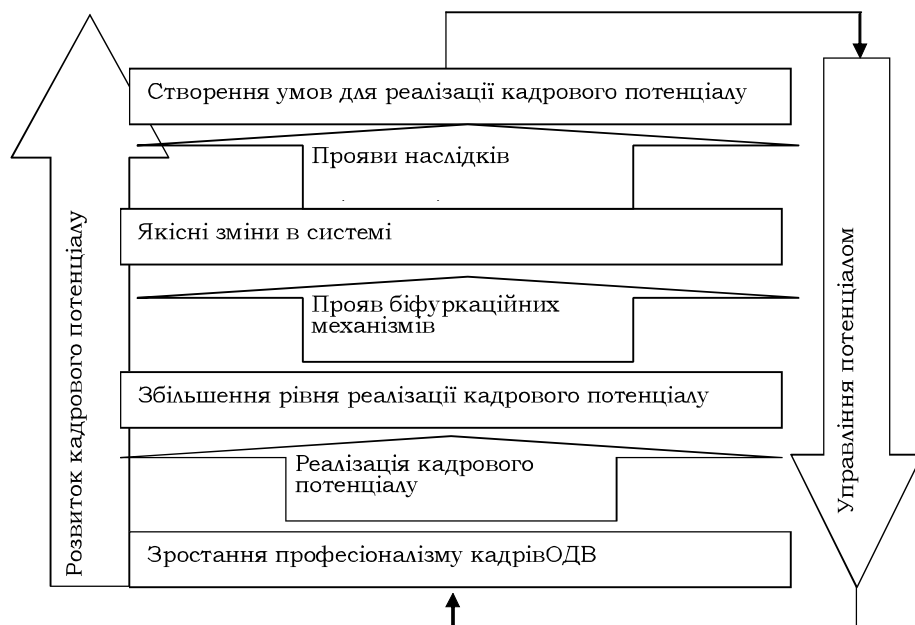 Створення умов для реалізації кадрового потенціалу
Прояви наслідків
Якісні зміни в системі
Прояв біфуркаційних
механізмів
Збільшення рівня реалізації кадрового потенціалу
Реалізація кадрового
потенціалу
Зростання професіоналізму кадрівОДВ
Розвиток кадрового потенціалу
Управління потенціалом